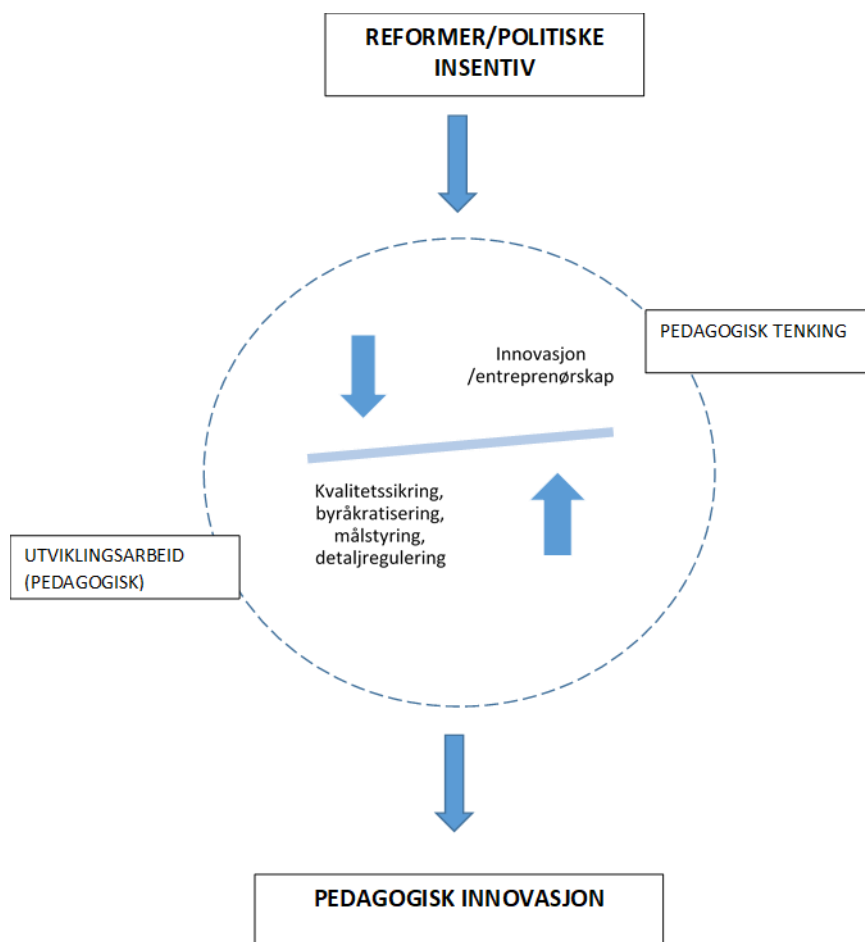 REFORMER/POLITISKE
INSENTIV
PEDAGOGISK TENKING
Innovasjon
/entreprenørskap
Kvalitetssikring,
byråkratisering,
målstyring,
detaljregulering
UTVIKLINGSARBEID
(PEDAGOGISK)
PEDAGOGISK INNOVASJON